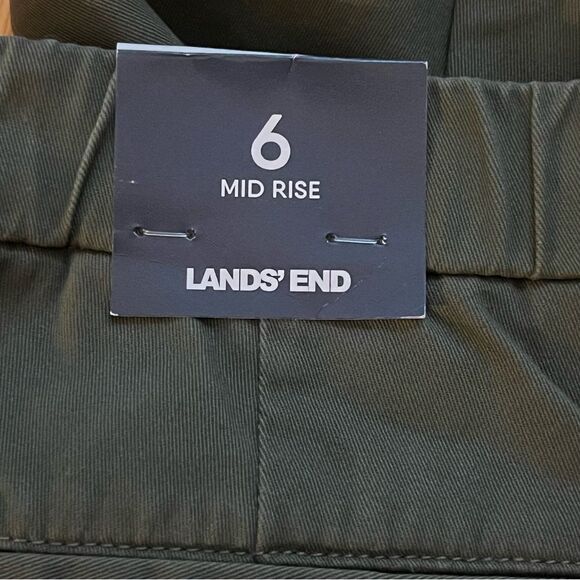 6
MID RISE
LANDS' END